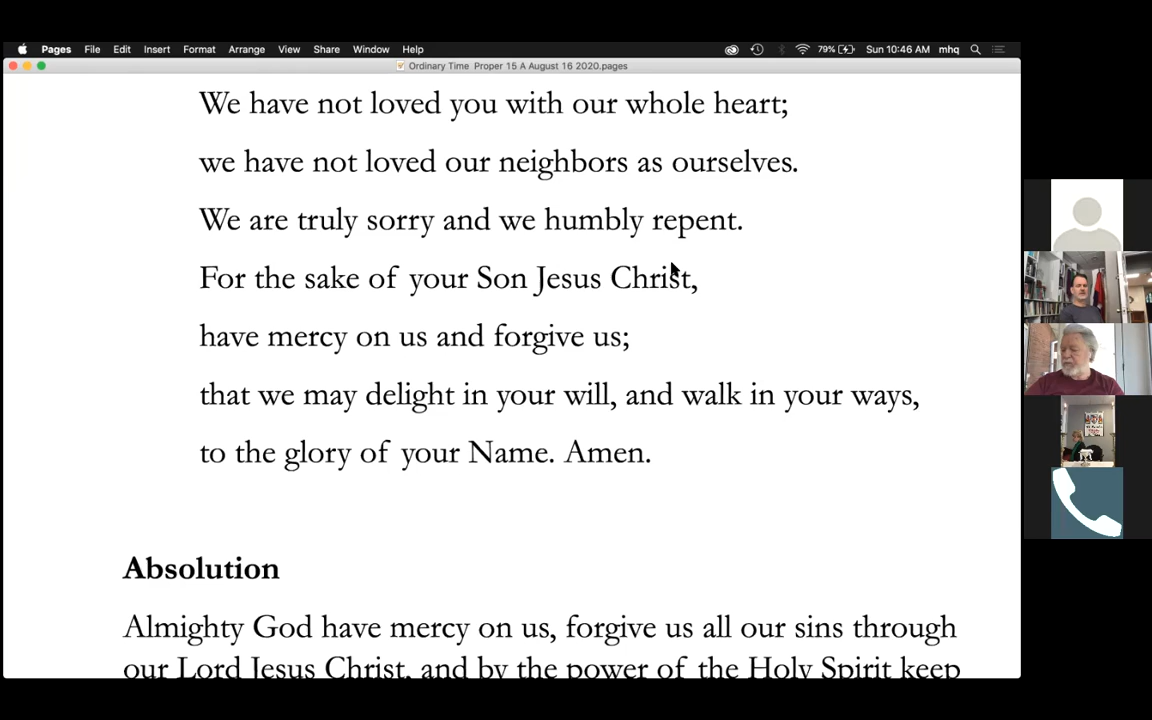 Pages File Edit Insert Format Arrange View Share Window Help 79% Sun 10:46 AM mhq
Ordinary Time Proper 15 A August 16 2020.pages
We have not loved you with our whole heart;
we have not loved our neighbors as ourselves.
We are truly sorry and we humbly repent.
For the sake of your Son Jesus Christ,
have mercy on us and forgive us;
that we may delight in your will, and walk in your ways,
to the glory of your Name. Amen.
Absolution
Almighty God have mercy on us, forgive us all our sins through
our Lord Jesus Christ, and by the power of the Holy Spirit keep